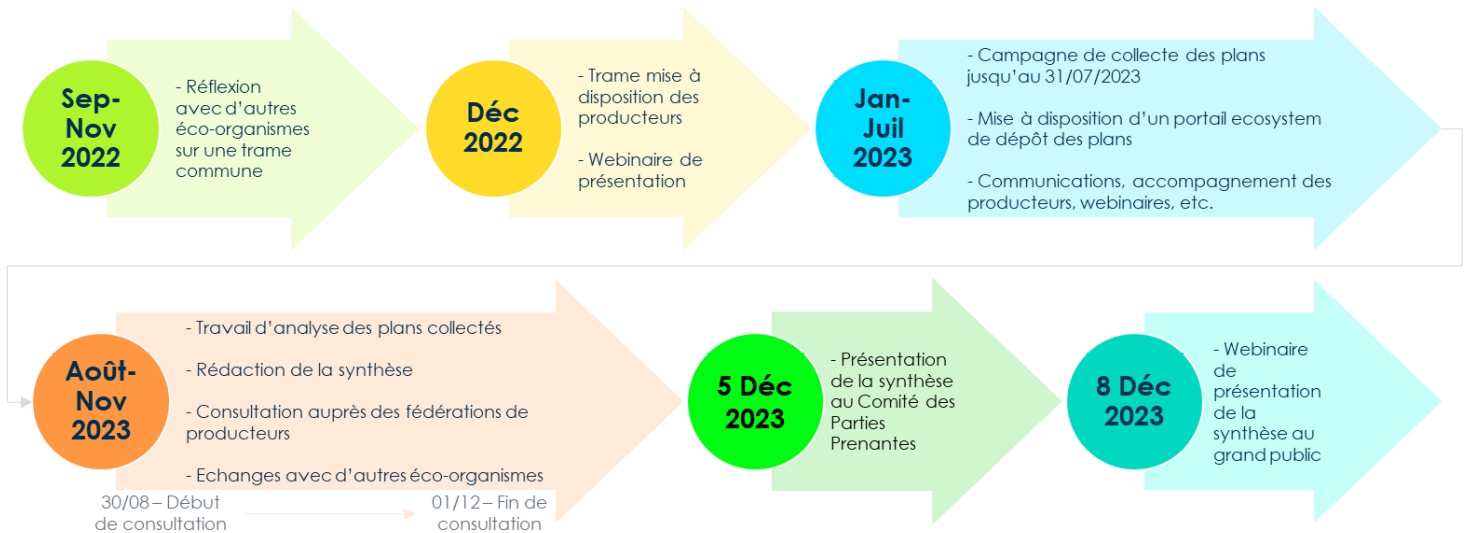 Sep-
Nov
2022
- Réflexion
avec d’autres
éco-organismes
sur une trame
commune
Déc
2022
- Trame mise à
disposition des
producteurs
- Webinaire de
présentation
Jan-
Juil
2023
- Campagne de collecte des plans
jusqu’au 31/07/2023
- Mise à disposition d’un portail ecosystem
de dépôt des plans
- Communications, accompagnement des
producteurs, webinaires, etc.
Août-
Nov
2023
- Travail d’analyse des plans collectés
- Rédaction de la synthèse
- Consultation auprès des fédérations de
producteurs
- Echanges avec d’autres éco-organismes
30/08 – Début
de consultation
01/12 – Fin de
consultation
5 Déc
2023
- Présentation
de la synthèse
au Comité des
Parties
Prenantes
8 Déc
2023
- Webinaire
de
présentation
de la
synthèse au
grand public